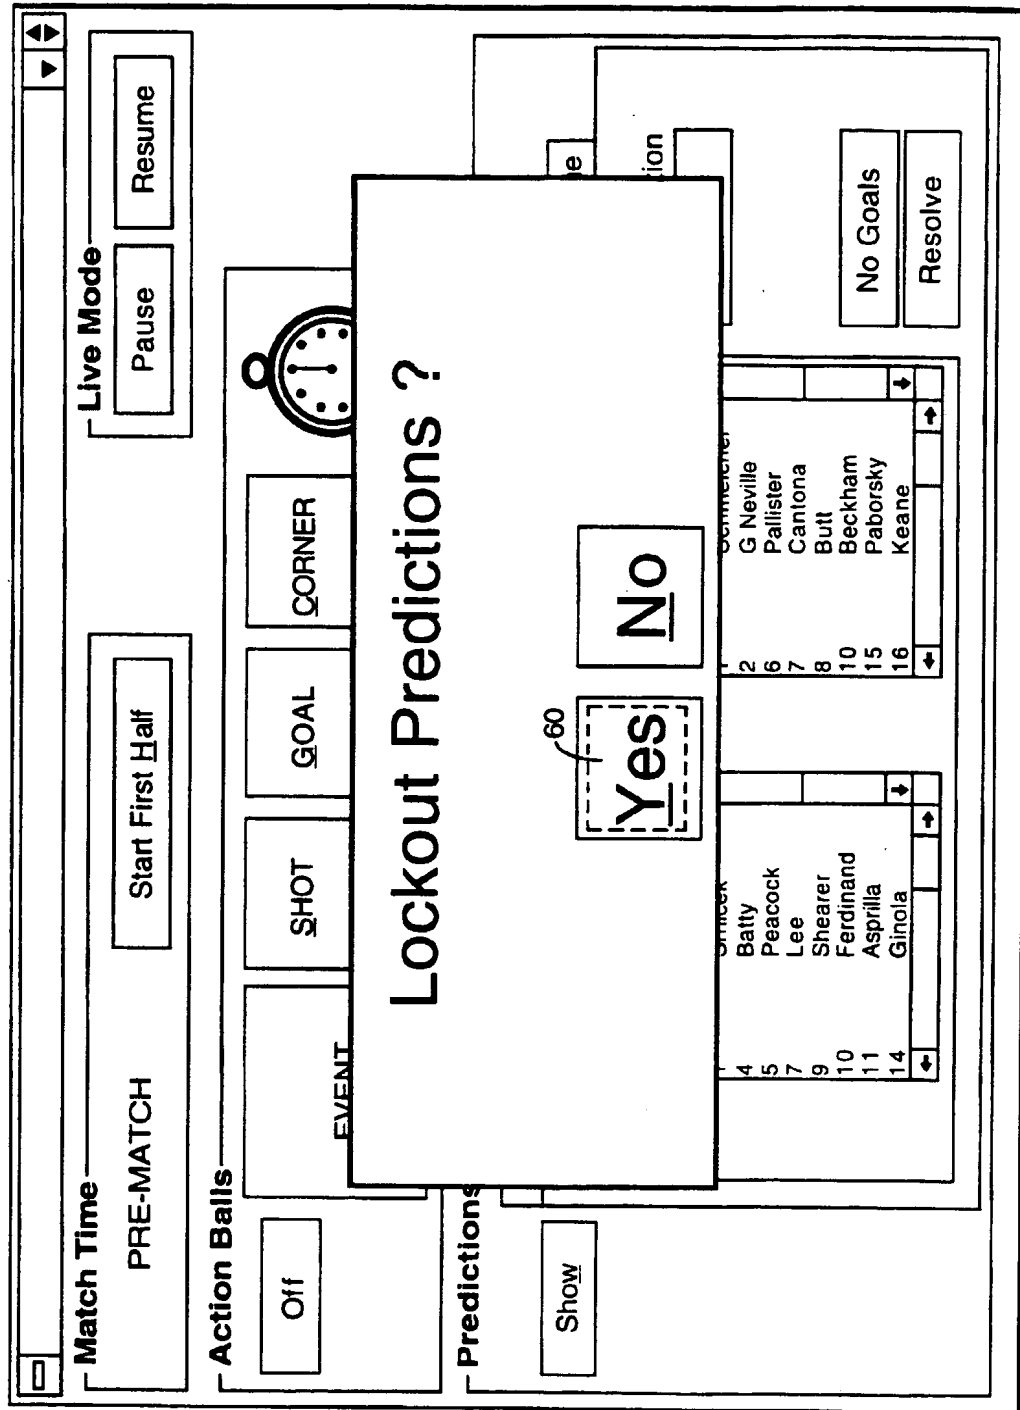 Match Time
Live Mode
PRE-MATCH
Start First Half
Pause
Resume
Action Balls
Off
EVENT
SHOT
GOAL
CORNER
Lockout Predictions ?
60
Yes
No
Predictions
Show
4 Batty
5 Peacock
7 Lee
9 Shearer
10 Ferdinand
11 Asprilla
14 Ginola
2 G Neville
6 Pallister
7 Cantona
8 Butt
10 Beckham
15 Paborsky
16 Keane
No Goals
Resolve